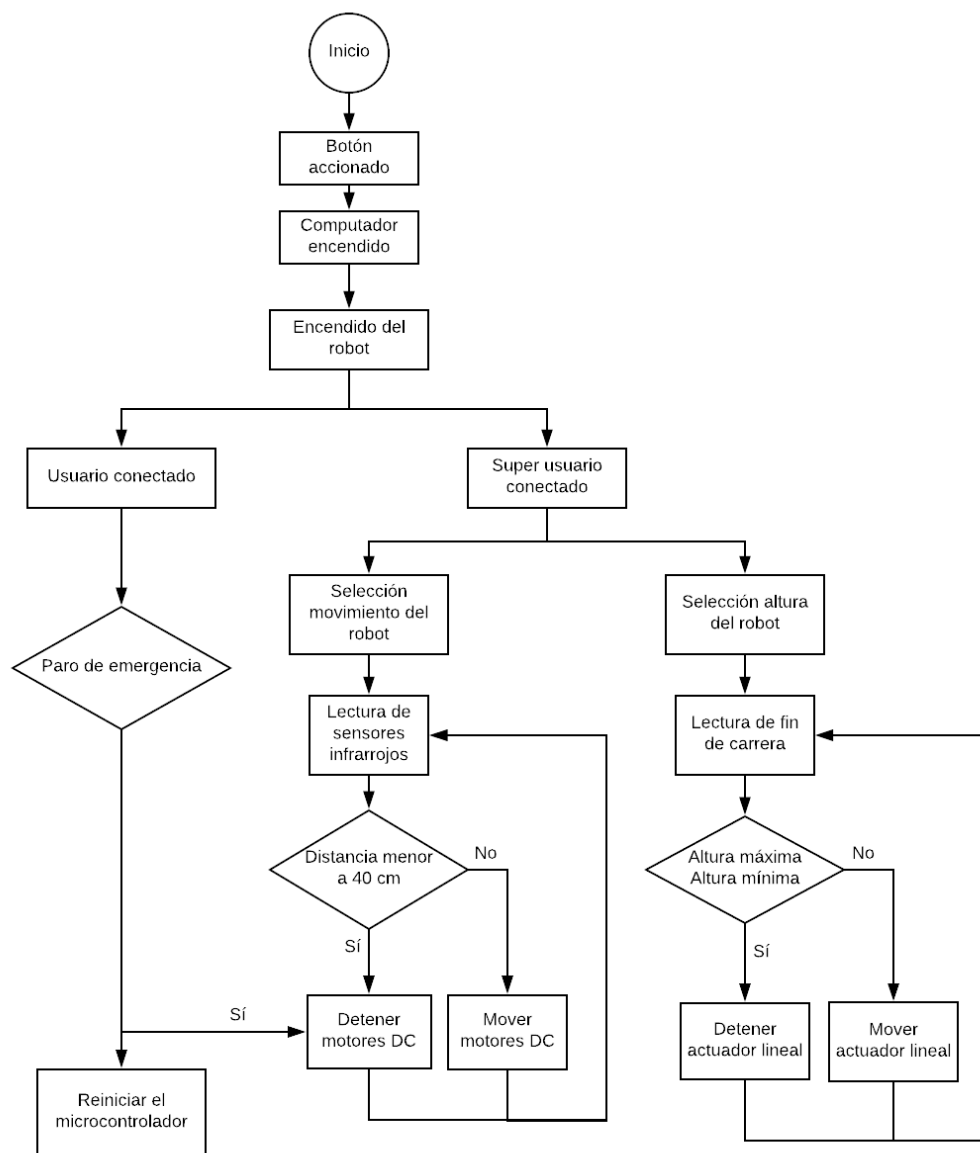 Inicio
Botón
accionado
Computador
encendido
Encendido del
robot
Usuario conectado
Super usuario
conectado
Selección
movimiento del
robot
Selección altura
del robot
Paro de emergencia
Lectura de
sensores
infrarrojos
Lectura de fin
de carrera
Distancia menor
a 40 cm
No
Altura máxima
Altura mínima
No
Sí
Sí
Sí
Detener
motores DC
Mover
motores DC
Detener
actuador lineal
Mover
actuador lineal
Reiniciar el
microcontrolador